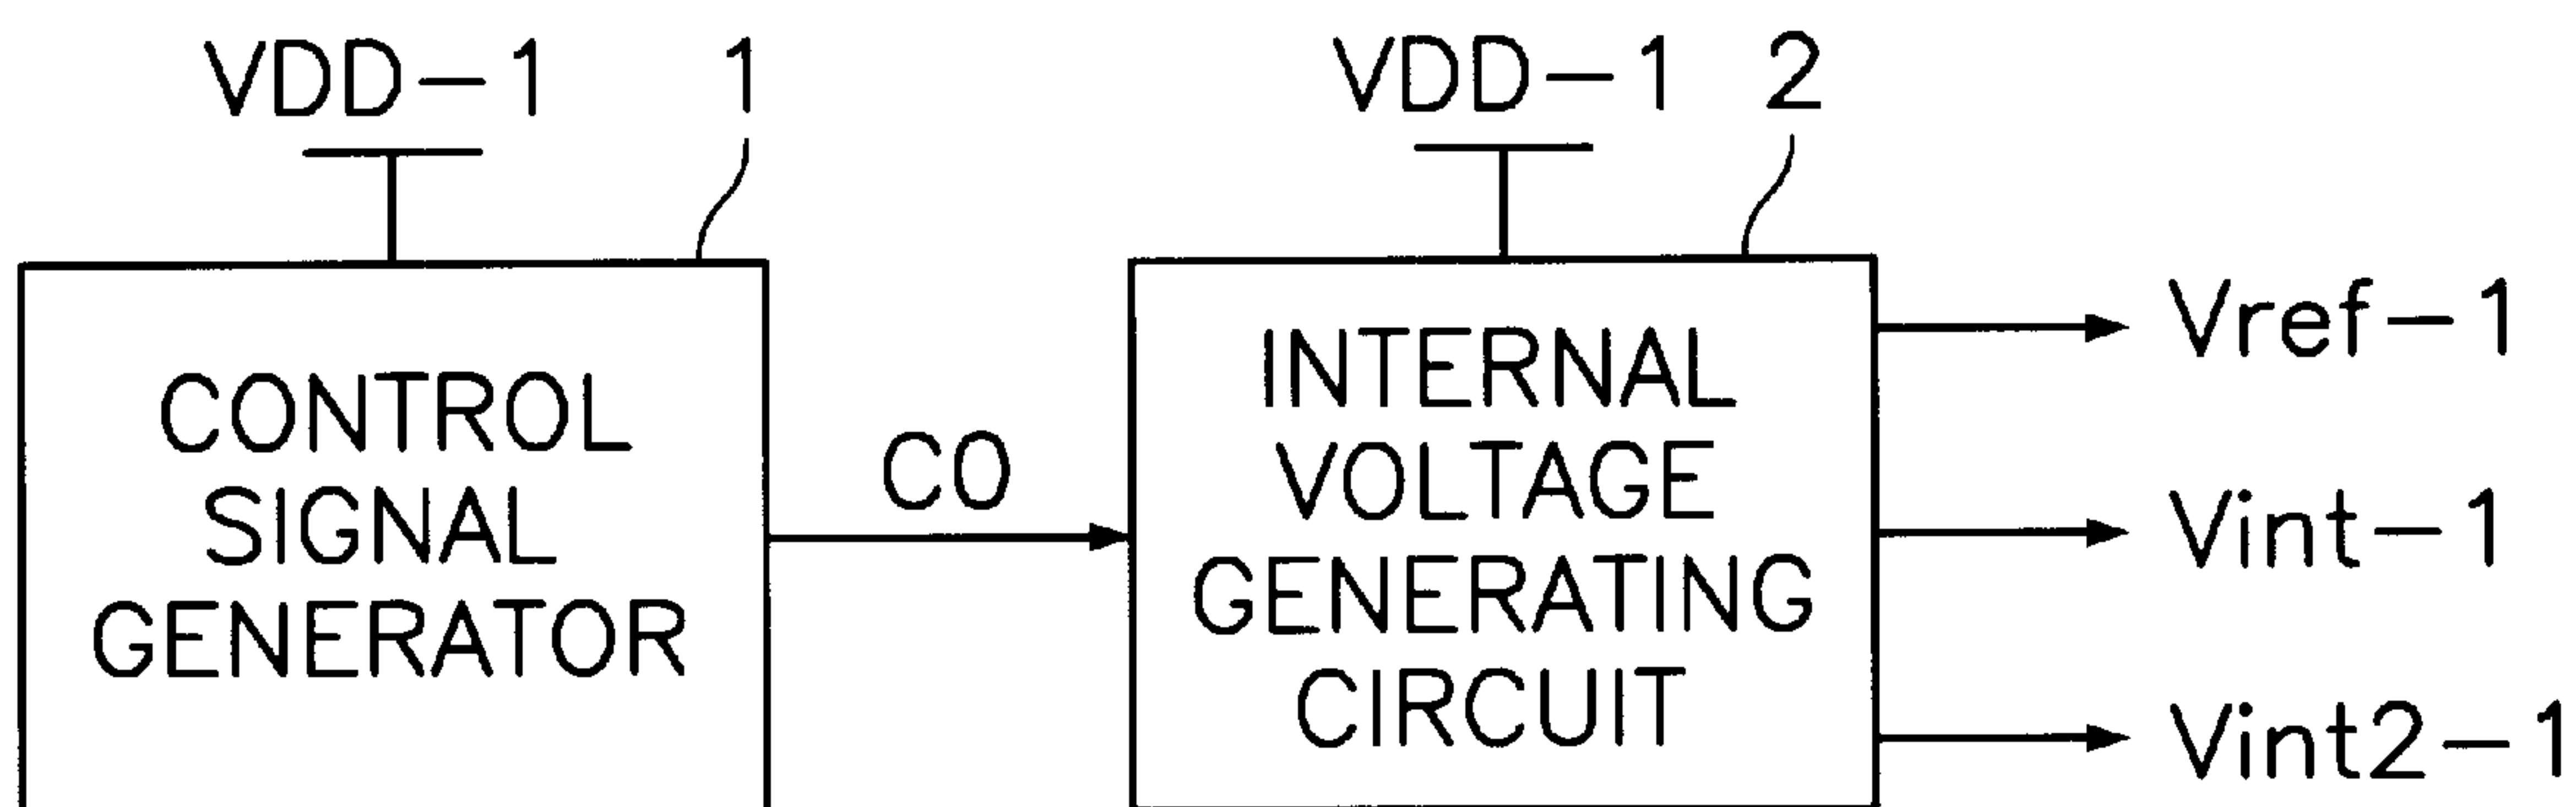 VDD-1
1
VDD-1
2
CONTROL
SIGNAL
GENERATOR
CO
INTERNAL
VOLTAGE
GENERATING
CIRCUIT
Vref-1
Vint-1
Vint2-1